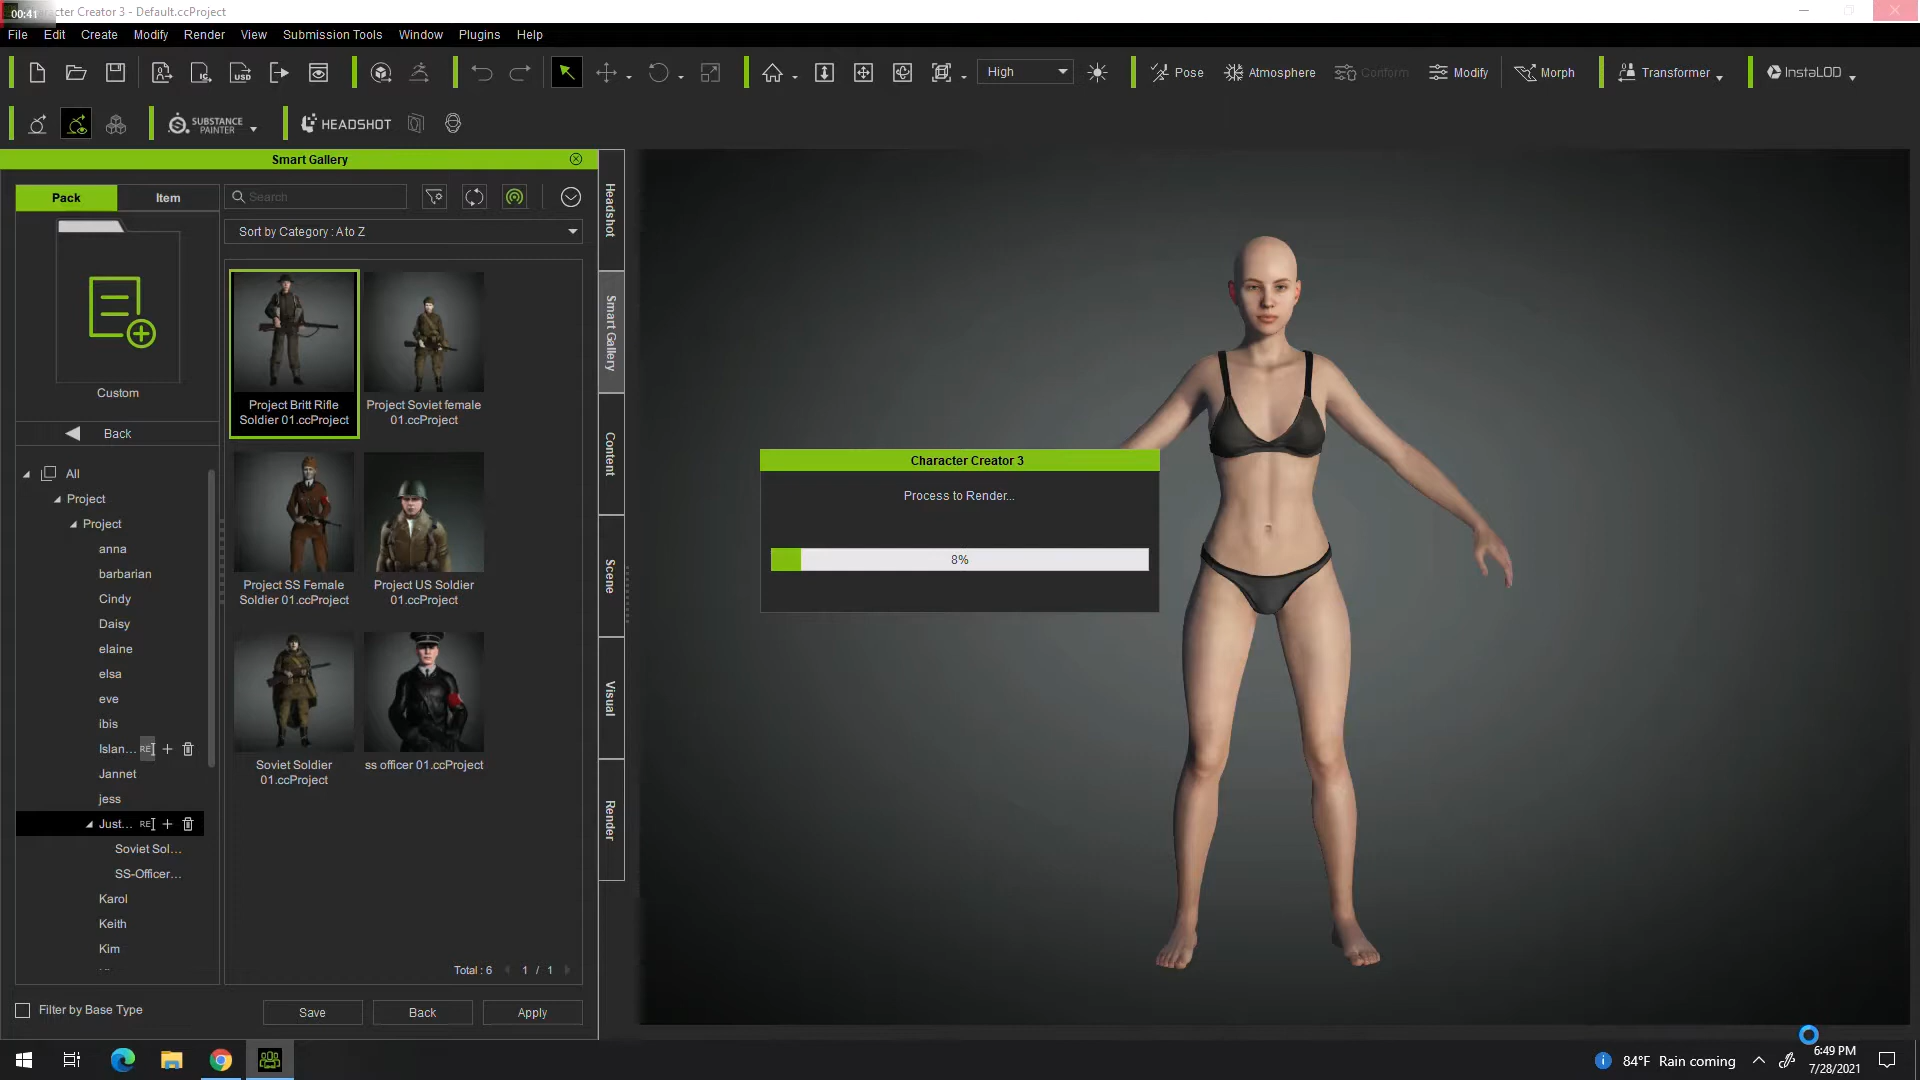 00:41
cter Creator 3 - Default.ccProject
File Edit Create Modify Render View Submission Tools Window Plugins Help
IC USD High Pose Atmosphere Conform Modify Morph Transformer InstaLOD
SUBSTANCE PAINTER HEADSHOT
Smart Gallery
Pack Item Search
Sort by Category : A to Z
Custom
Back
All
Project
Project
anna
barbarian
Cindy
Daisy
elaine
elsa
eve
ibis
Islan... RE
Jannet
jess
Just... RE
Soviet Sol...
SS-Officer...
Karol
Keith
Kim
Project Britt Rifle
Soldier 01.ccProject
Project Soviet female
01.ccProject
Project SS Female
Soldier 01.ccProject
Project US Soldier
01.ccProject
Soviet Soldier
01.ccProject
ss officer 01.ccProject
Total : 6 1 / 1
Filter by Base Type
Save Back Apply
Headshot
Smart Gallery
Content
Scene
Visual
Render
Character Creator 3
Process to Render...
8%
84°F Rain coming
6:49 PM
7/28/2021